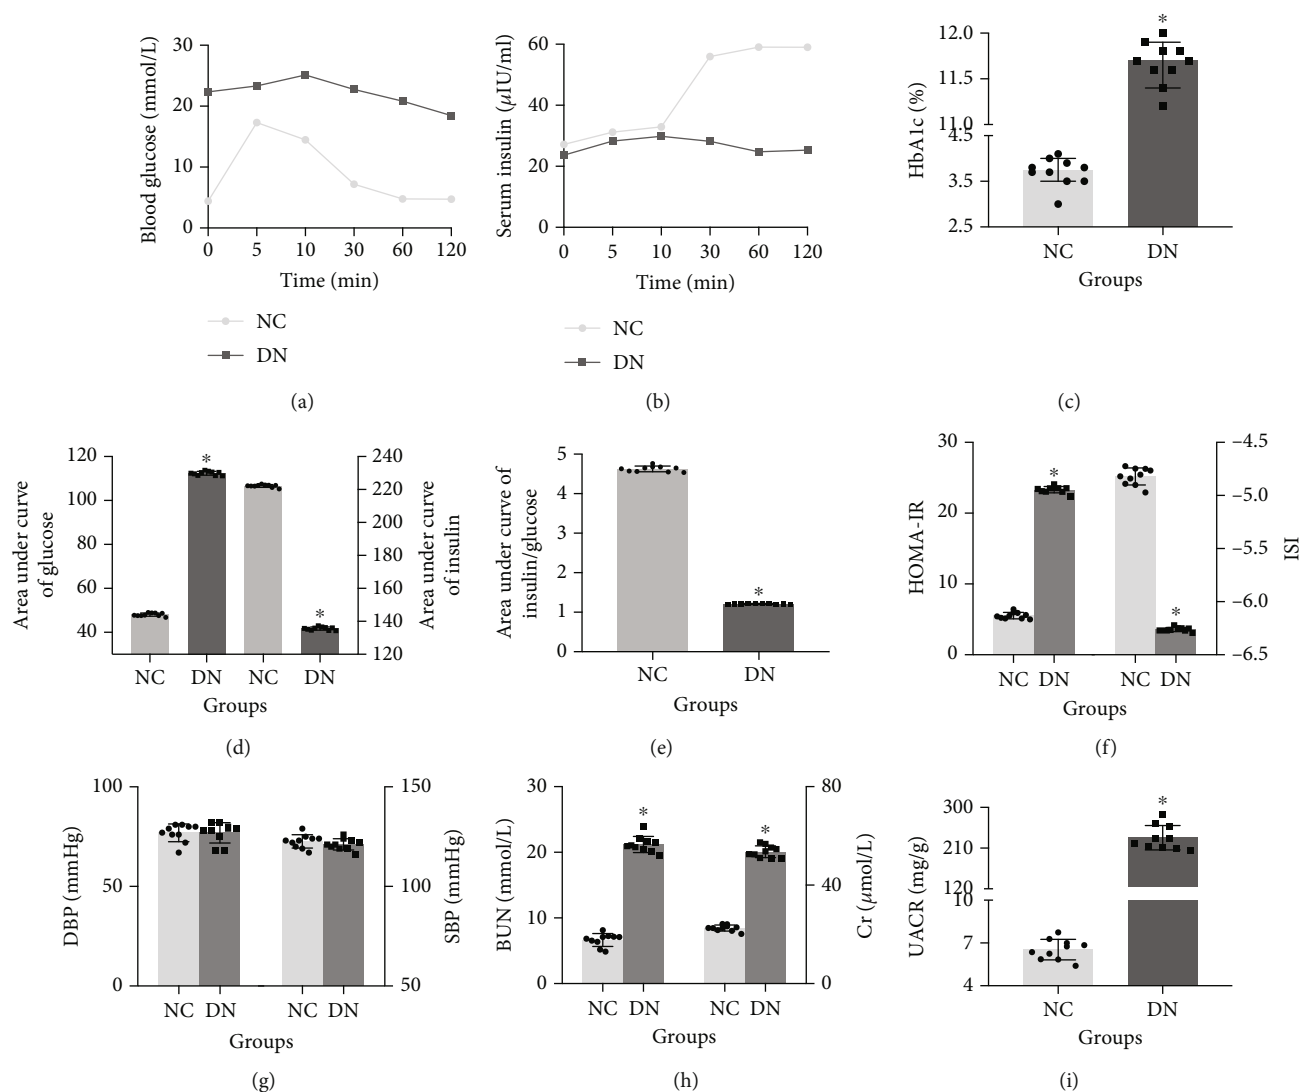 Blood glucose (mmol/L)
30
20
10
0
0 5 10 30 60 120
Time (min)
NC
DN
(a)
Serum insulin (μIU/ml)
60
40
20
0
0 5 10 30 60 120
Time (min)
NC
DN
(b)
HbA1c (%)
12.0
11.5
11.0
4.5
3.5
2.5
*
NC DN
Groups
(c)
Area under curve
of glucose
120
100
80
60
40
* *
240
220
200
180
160
140
120
Area under curve
of insulin
NC DN NC DN
Groups
(d)
Area under curve of
insulin/glucose
5
4
3
2
1
0
*
NC DN
Groups
(e)
HOMA-IR
30
20
10
0
* *
−4.5
−5.0
−5.5
−6.0
−6.5
ISI
NC DN NC DN
Groups
(f)
DBP (mmHg)
100
50
0
150
100
50
SBP (mmHg)
NC DN NC DN
Groups
(g)
BUN (mmol/L)
30
20
10
0
* *
80
40
0
Cr (μmol/L)
NC DN NC DN
Groups
(h)
UACR (mg/g)
300
210
120
10
7
4
*
NC DN
Groups
(i)